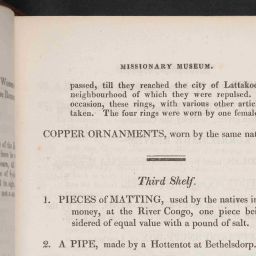 MISSIONARY MUSEUM.
passed, till they reached the city of Lattakoo
neighbourhood of which they were repulsed.
occasion, these rings, with various other artic
taken. The four rings were worn by one female
COPPER ORNAMENTS, worn by the same nat
Third Shelf.
1. PIECES of MATTING, used by the natives in
money, at the River Congo, one piece bei
sidered of equal value with a pound of salt.
2. A PIPE, made by a Hottentot at Bethelsdorp.